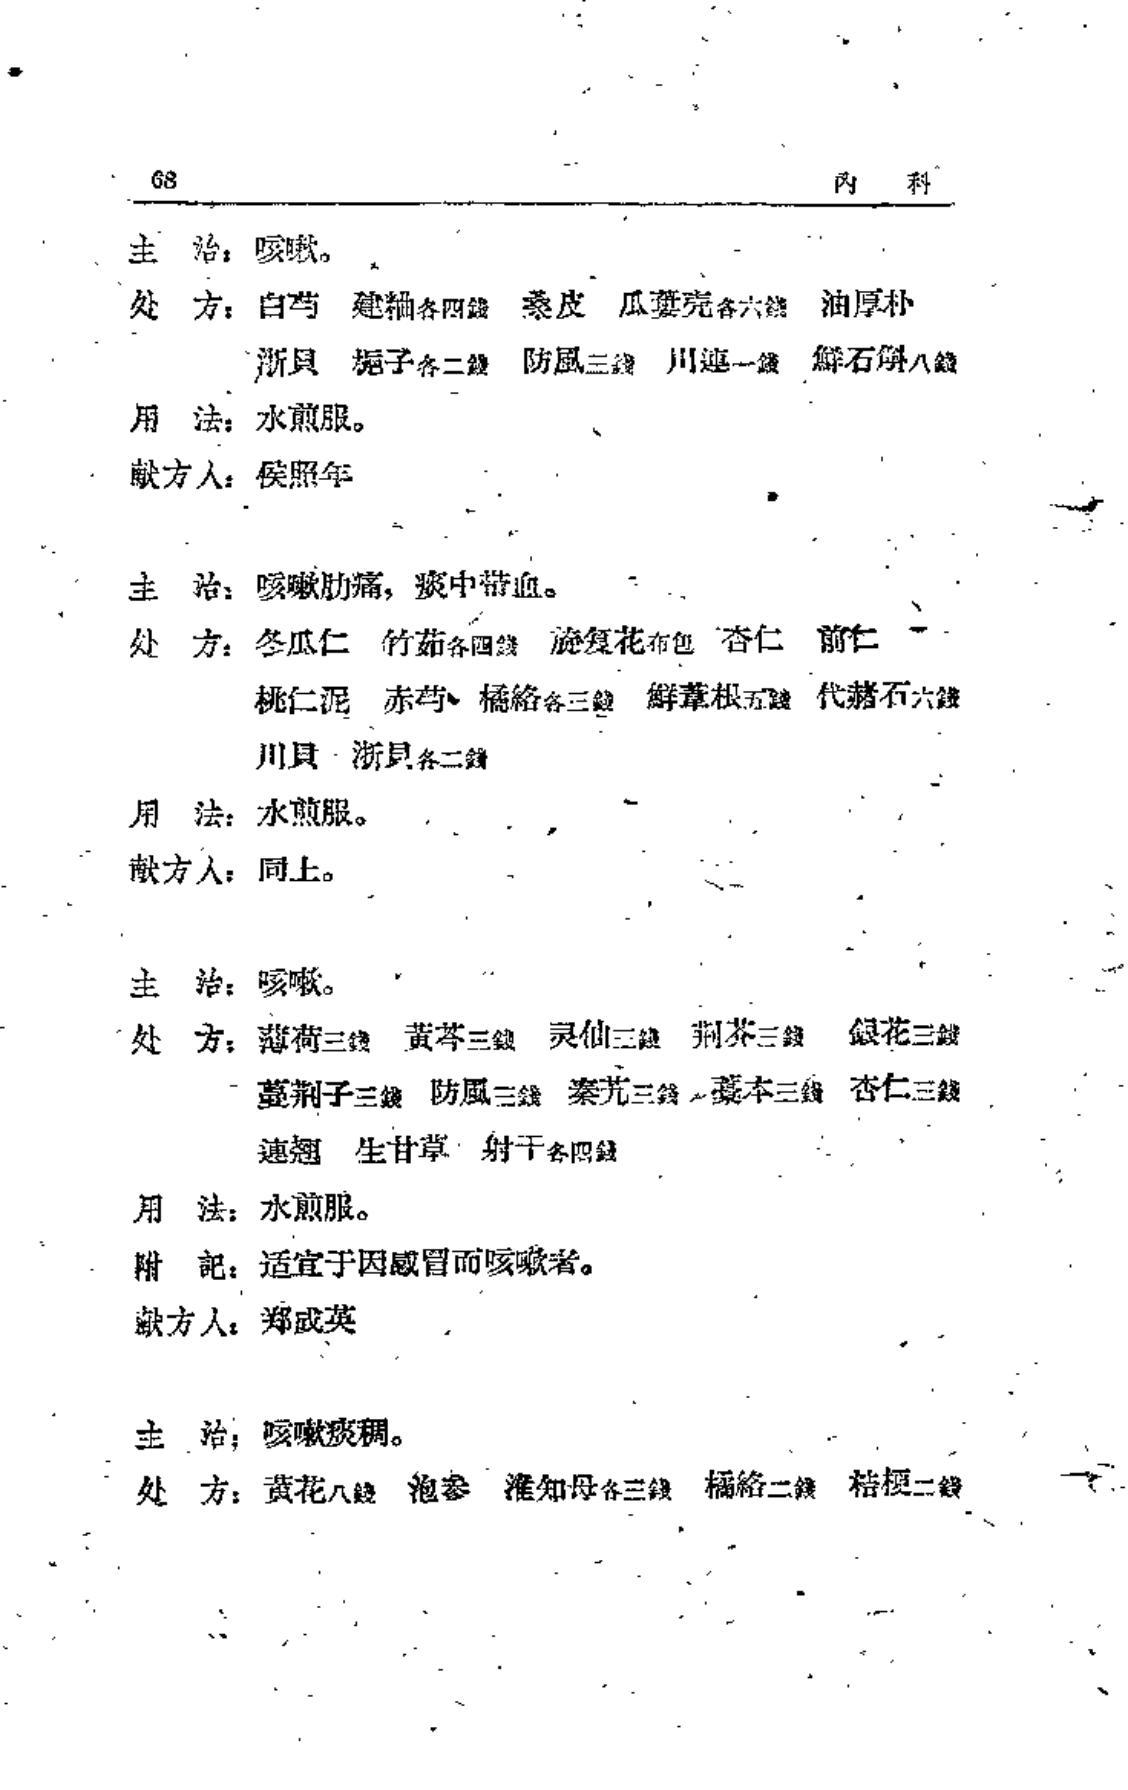 68 內 科
主 治：咳嗽。
处 方：白芍 建粬各四錢 蒌皮 瓜蒌壳各六錢 油厚朴
浙貝 梔子各二錢 防風三錢 川連一錢 鮮石斛八錢
用 法：水煎服。
献方人：侯照年
主 治：咳嗽肋痛，痰中带血。
处 方：冬瓜仁 竹茹各四錢 旋复花布包 杏仁 前仁
桃仁泥 赤芍 橘絡各三錢 鮮葦根五錢 代赭石六錢
川貝 浙貝各二錢
用 法：水煎服。
献方人：同上。
主 治：咳嗽。
处 方：薄荷三錢 黃芩三錢 灵仙三錢 荆芥三錢 銀花三錢
蔓荆子三錢 防風三錢 秦艽三錢 藁本三錢 杏仁三錢
連翘 生甘草 射干各四錢
用 法：水煎服。
附 記：适宜于因感冒而咳嗽者。
献方人：郑成英
主 治：咳嗽痰稠。
处 方：黃花八錢 泡参 淮知母各三錢 橘絡二錢 桔梗二錢